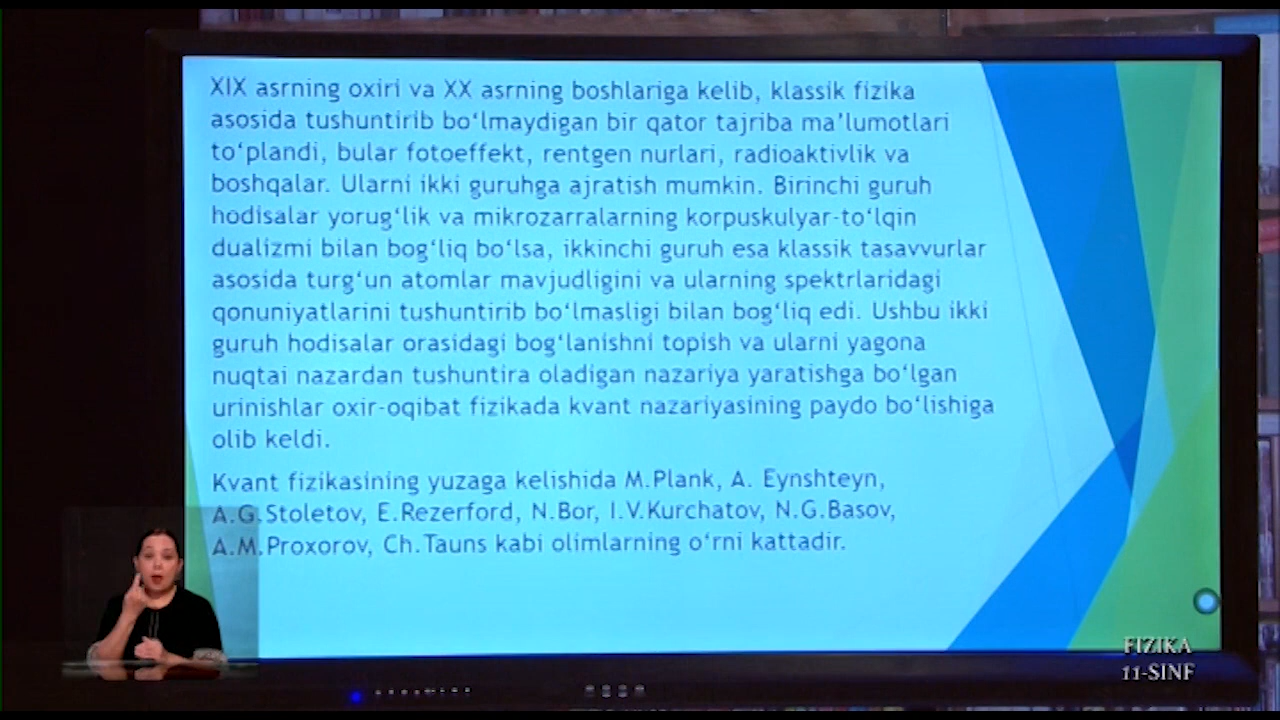 XIX asrning oxiri va XX asrning boshlariga kelib, klassik fizika
asosida tushuntirib bo‘lmaydigan bir qator tajriba ma’lumotlari
to‘plandi, bular fotoeffekt, rentgen nurlari, radioaktivlik va
boshqalar. Ularni ikki guruhga ajratish mumkin. Birinchi guruh
hodisalar yorug‘lik va mikrozarralarning korpuskulyar-to‘lqin
dualizmi bilan bog‘liq bo‘lsa, ikkinchi guruh esa klassik tasavvurlar
asosida turg‘un atomlar mavjudligini va ularning spektrlaridagi
qonuniyatlarini tushuntirib bo‘lmasligi bilan bog‘liq edi. Ushbu ikki
guruh hodisalar orasidagi bog‘lanishni topish va ularni yagona
nuqtai nazardan tushuntira oladigan nazariya yaratishga bo‘lgan
urinishlar oxir-oqibat fizikada kvant nazariyasining paydo bo‘lishiga
olib keldi.
Kvant fizikasining yuzaga kelishida M.Plank, A. Eynshteyn,
A.G.Stoletov, E.Rezerford, N.Bor, I.V.Kurchatov, N.G.Basov,
A.M.Proxorov, Ch.Tauns kabi olimlarning o‘rni kattadir.
FIZIKA
11-SINF